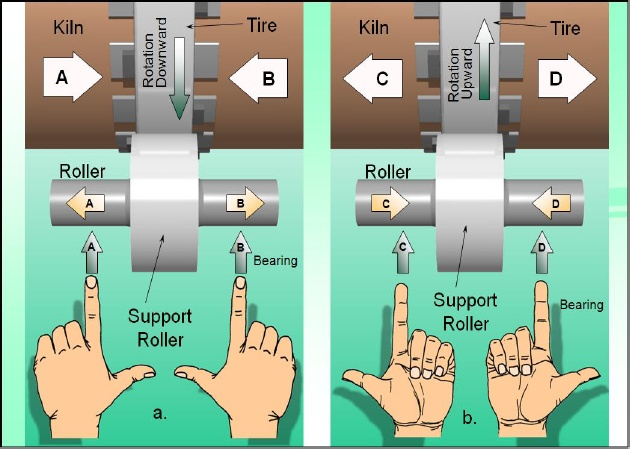 Kiln
Tire
Rotation
Downward
A
B
Roller
A
B
A
B
Bearing
Support
Roller
a.
Kiln
Tire
Rotation
Upward
C
D
Roller
C
D
C
D
Support
Roller
Bearing
b.